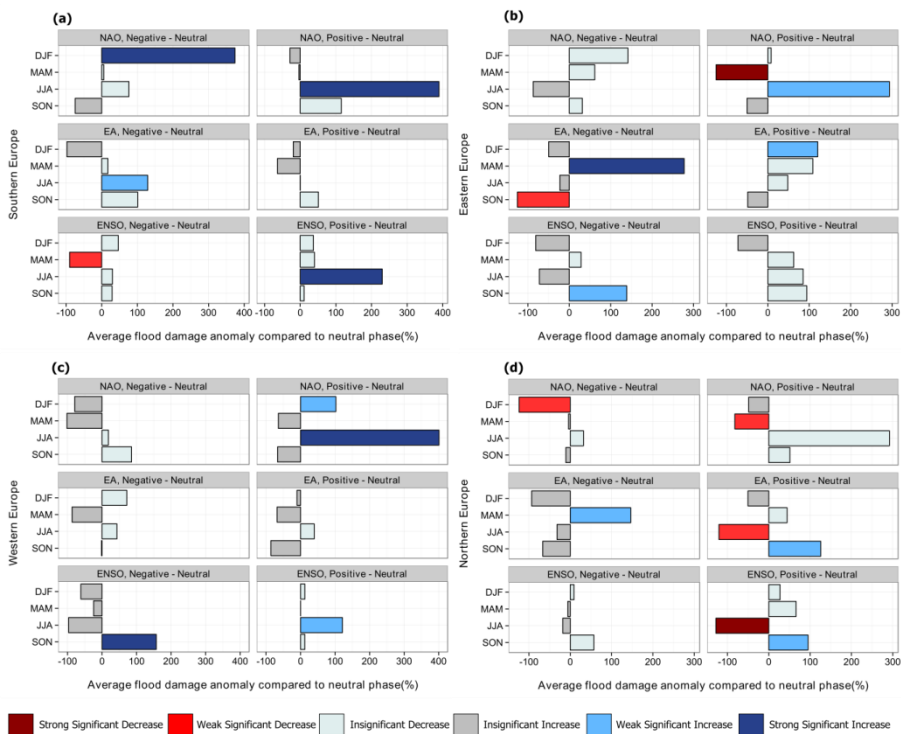 (a)
NAO, Negative - Neutral
NAO, Positive - Neutral
DJF
MAM
JJA
SON
EA, Negative - Neutral
EA, Positive - Neutral
DJF
MAM
JJA
SON
ENSO, Negative - Neutral
ENSO, Positive - Neutral
DJF
MAM
JJA
SON
Southern Europe
-100 0 100 200 300 400 -100 0 100 200 300 400
Average flood damage anomaly compared to neutral phase(%)
(b)
NAO, Negative - Neutral
NAO, Positive - Neutral
DJF
MAM
JJA
SON
EA, Negative - Neutral
EA, Positive - Neutral
DJF
MAM
JJA
SON
ENSO, Negative - Neutral
ENSO, Positive - Neutral
DJF
MAM
JJA
SON
Eastern Europe
-100 0 100 200 300 -100 0 100 200 300
Average flood damage anomaly compared to neutral phase(%)
(c)
NAO, Negative - Neutral
NAO, Positive - Neutral
DJF
MAM
JJA
SON
EA, Negative - Neutral
EA, Positive - Neutral
DJF
MAM
JJA
SON
ENSO, Negative - Neutral
ENSO, Positive - Neutral
DJF
MAM
JJA
SON
Western Europe
-100 0 100 200 300 400 -100 0 100 200 300 400
Average flood damage anomaly compared to neutral phase(%)
(d)
NAO, Negative - Neutral
NAO, Positive - Neutral
DJF
MAM
JJA
SON
EA, Negative - Neutral
EA, Positive - Neutral
DJF
MAM
JJA
SON
ENSO, Negative - Neutral
ENSO, Positive - Neutral
DJF
MAM
JJA
SON
Northern Europe
-100 0 100 200 300 -100 0 100 200 300
Average flood damage anomaly compared to neutral phase(%)
Strong Significant Decrease Weak Significant Decrease Insignificant Decrease Insignificant Increase Weak Significant Increase Strong Significant Increase